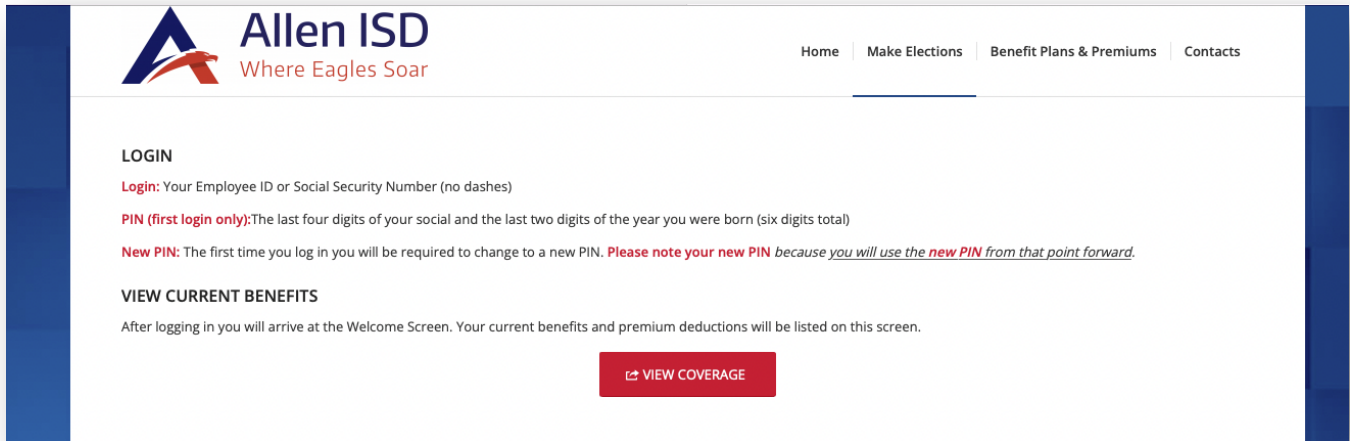 Allen ISD
Where Eagles Soar
Home
Make Elections
Benefit Plans & Premiums
Contacts
LOGIN
Login: Your Employee ID or Social Security Number (no dashes)
PIN (first login only):The last four digits of your social and the last two digits of the year you were born (six digits total)
New PIN: The first time you log in you will be required to change to a new PIN. Please note your new PIN because you will use the new PIN from that point forward.
VIEW CURRENT BENEFITS
After logging in you will arrive at the Welcome Screen. Your current benefits and premium deductions will be listed on this screen.
VIEW COVERAGE